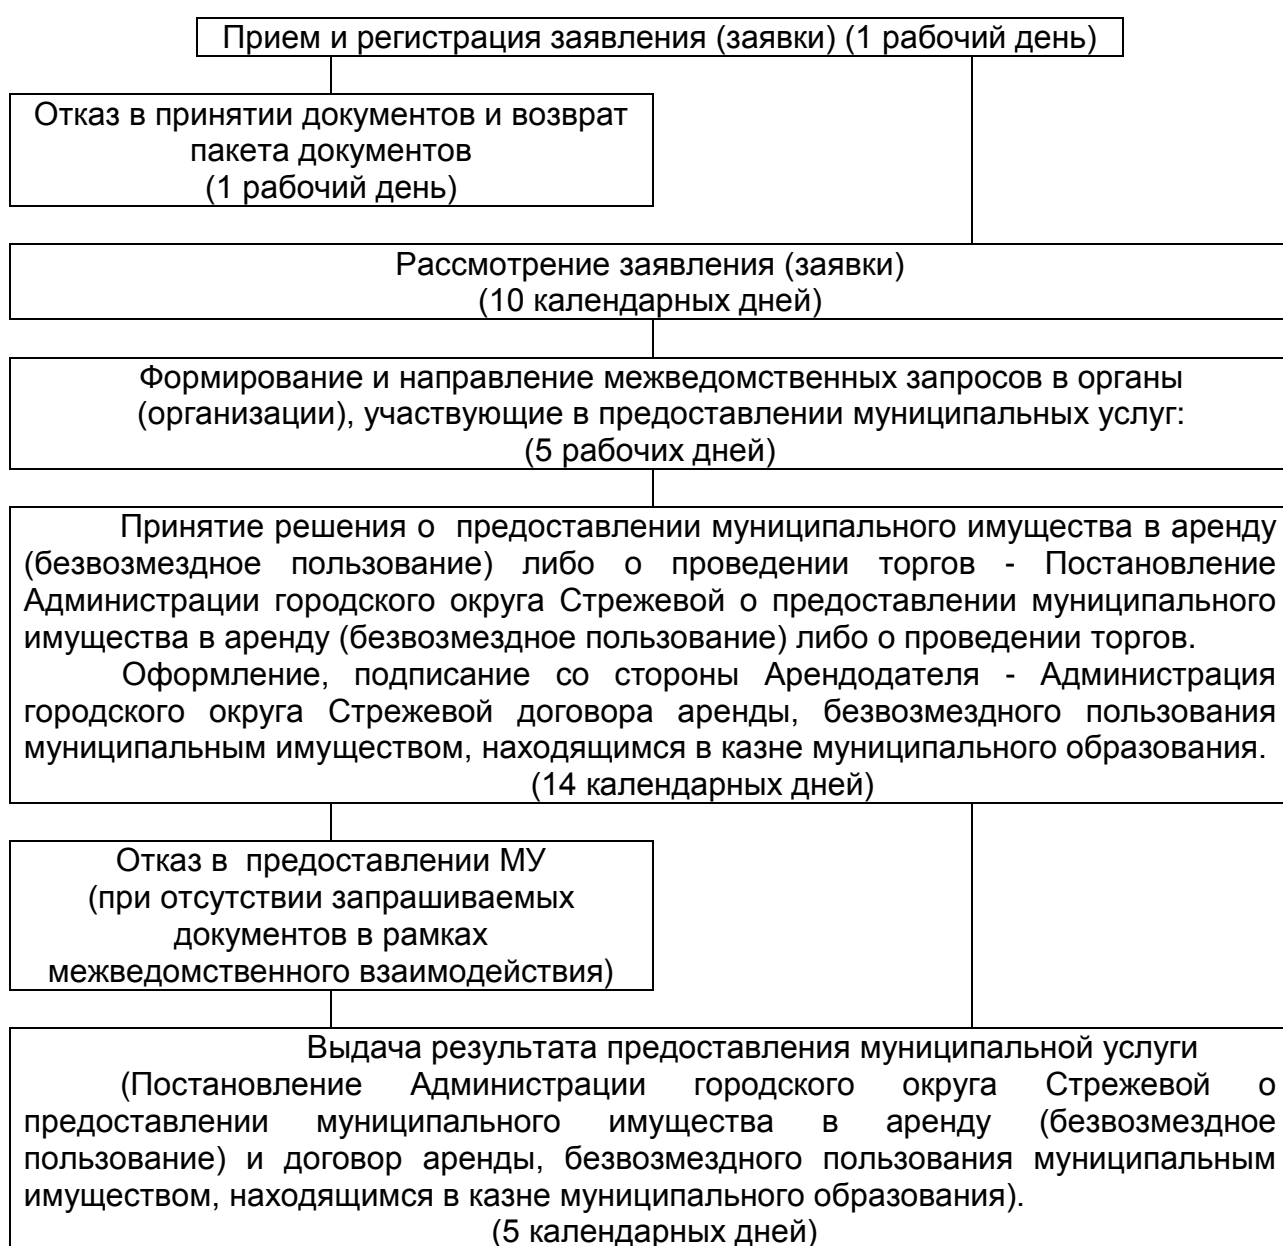 Прием и регистрация заявления (заявки) (1 рабочий день)
Отказ в принятии документов и возврат
пакета документов
(1 рабочий день)
Рассмотрение заявления (заявки)
(10 календарных дней)
Формирование и направление межведомственных запросов в органы
(организации), участвующие в предоставлении муниципальных услуг:
(5 рабочих дней)
Принятие решения о предоставлении муниципального имущества в аренду
(безвозмездное пользование) либо о проведении торгов - Постановление
Администрации городского округа Стрежевой о предоставлении муниципального
имущества в аренду (безвозмездное пользование) либо о проведении торгов.
Оформление, подписание со стороны Арендодателя - Администрация
городского округа Стрежевой договора аренды, безвозмездного пользования
муниципальным имуществом, находящимся в казне муниципального образования.
(14 календарных дней)
Отказ в предоставлении МУ
(при отсутствии запрашиваемых
документов в рамках
межведомственного взаимодействия)
Выдача результата предоставления муниципальной услуги
(Постановление Администрации городского округа Стрежевой о
предоставлении муниципального имущества в аренду (безвозмездное
пользование) и договор аренды, безвозмездного пользования муниципальным
имуществом, находящимся в казне муниципального образования).
(5 календарных дней)